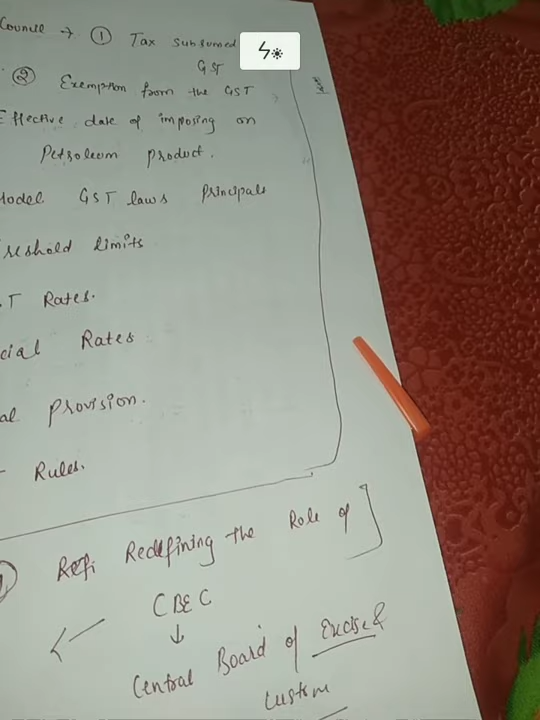 Council → ① Tax subsumed
GST
② Exemption from the GST
Effective date of imposing on
Petroleum product.
Model GST laws Principals
reshold limits
T Rates.
cial Rates
al provision.
Rules.
Refi Redefining the Role of
CBEC
↓
Central Board of Excise &
Custom